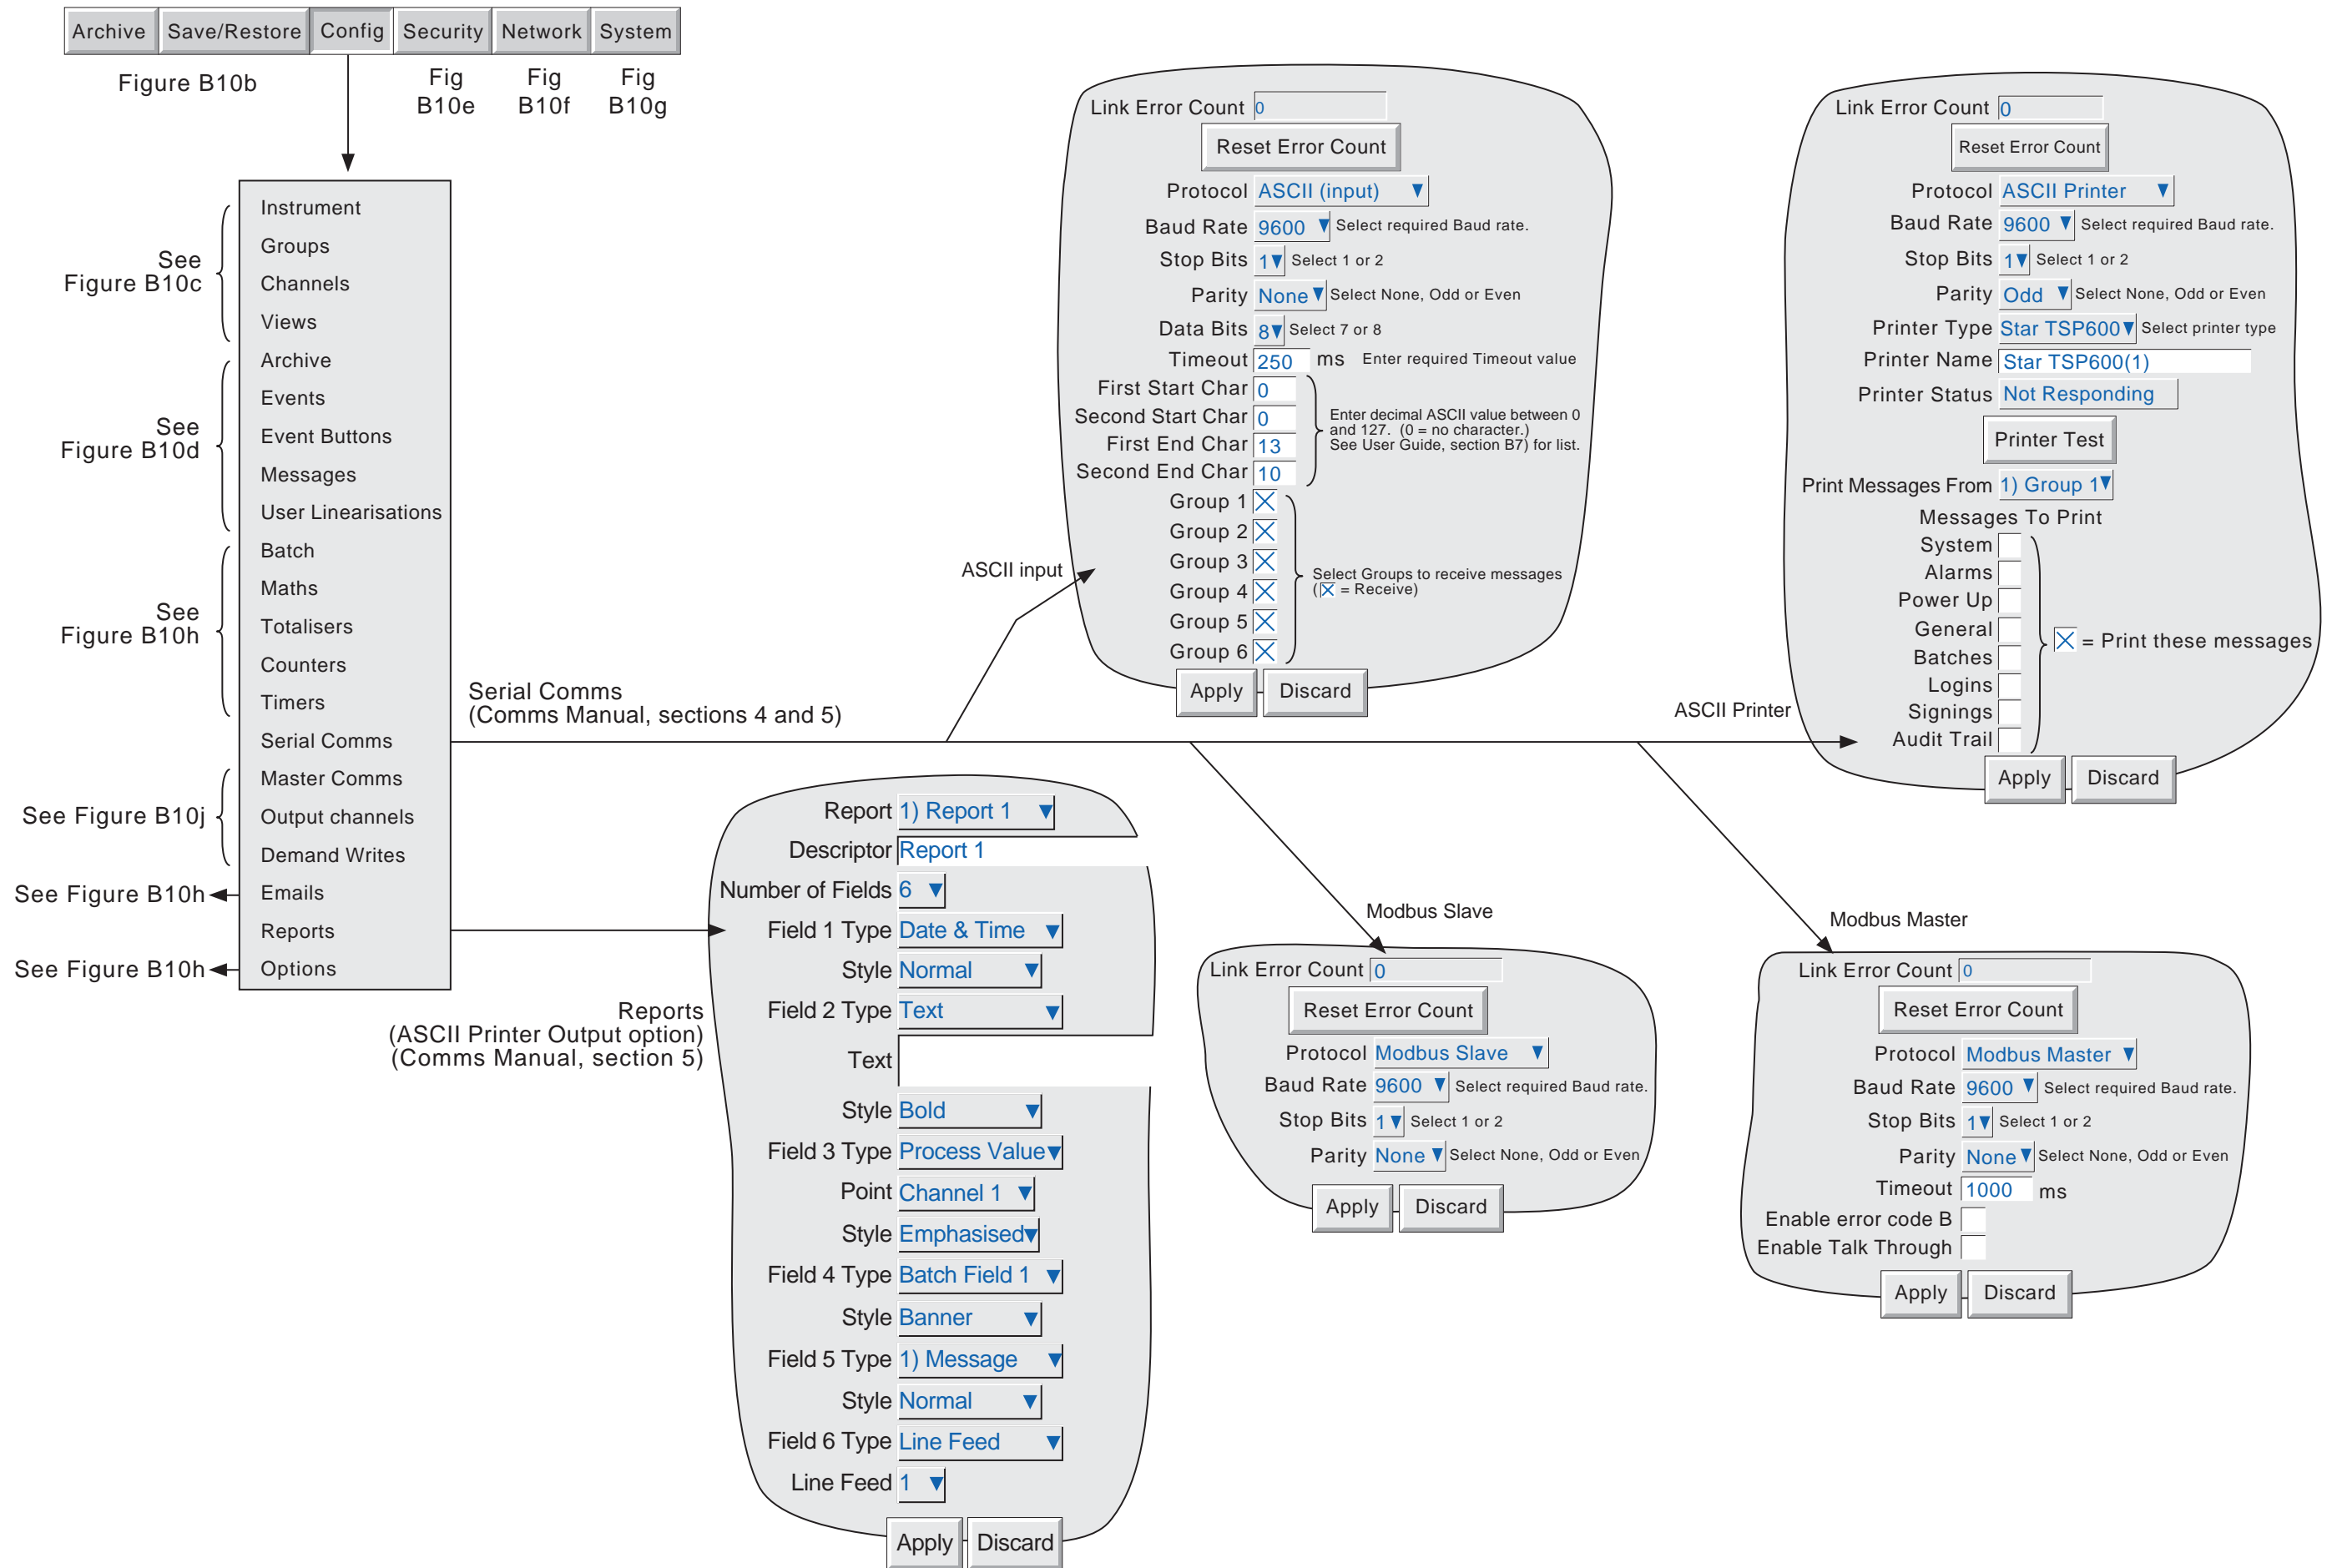 Archive Save/Restore Config Security Network System
Figure B10b
Fig
B10e
Fig
B10f
Fig
B10g
See
Figure B10c
See
Figure B10d
See
Figure B10h
See Figure B10j
See Figure B10h
See Figure B10h
Instrument
Groups
Channels
Views
Archive
Events
Event Buttons
Messages
User Linearisations
Batch
Maths
Totalisers
Counters
Timers
Serial Comms
Master Comms
Output channels
Demand Writes
Emails
Reports
Options
Serial Comms
(Comms Manual, sections 4 and 5)
ASCII input
Link Error Count 0
Reset Error Count
Protocol ASCII (input)
Baud Rate 9600 Select required Baud rate.
Stop Bits 1 Select 1 or 2
Parity None Select None, Odd or Even
Data Bits 8 Select 7 or 8
Timeout 250 ms Enter required Timeout value
First Start Char 0
Second Start Char 0
First End Char 13
Second End Char 10
Enter decimal ASCII value between 0
and 127. (0 = no character.)
See User Guide, section B7) for list.
Group 1
Group 2
Group 3
Group 4
Group 5
Group 6
Select Groups to receive messages
( = Receive)
Apply Discard
ASCII Printer
Link Error Count 0
Reset Error Count
Protocol ASCII Printer
Baud Rate 9600 Select required Baud rate.
Stop Bits 1 Select 1 or 2
Parity Odd Select None, Odd or Even
Printer Type Star TSP600 Select printer type
Printer Name Star TSP600(1)
Printer Status Not Responding
Printer Test
Print Messages From 1) Group 1
Messages To Print
System
Alarms
Power Up
General
Batches
Logins
Signings
Audit Trail
= Print these messages
Apply Discard
Reports
(ASCII Printer Output option)
(Comms Manual, section 5)
Report 1) Report 1
Descriptor Report 1
Number of Fields 6
Field 1 Type Date & Time
Style Normal
Field 2 Type Text
Text
Style Bold
Field 3 Type Process Value
Point Channel 1
Style Emphasised
Field 4 Type Batch Field 1
Style Banner
Field 5 Type 1) Message
Style Normal
Field 6 Type Line Feed
Line Feed 1
Apply Discard
Modbus Slave
Link Error Count 0
Reset Error Count
Protocol Modbus Slave
Baud Rate 9600 Select required Baud rate.
Stop Bits 1 Select 1 or 2
Parity None Select None, Odd or Even
Apply Discard
Modbus Master
Link Error Count 0
Reset Error Count
Protocol Modbus Master
Baud Rate 9600 Select required Baud rate.
Stop Bits 1 Select 1 or 2
Parity None Select None, Odd or Even
Timeout 1000 ms
Enable error code B
Enable Talk Through
Apply Discard